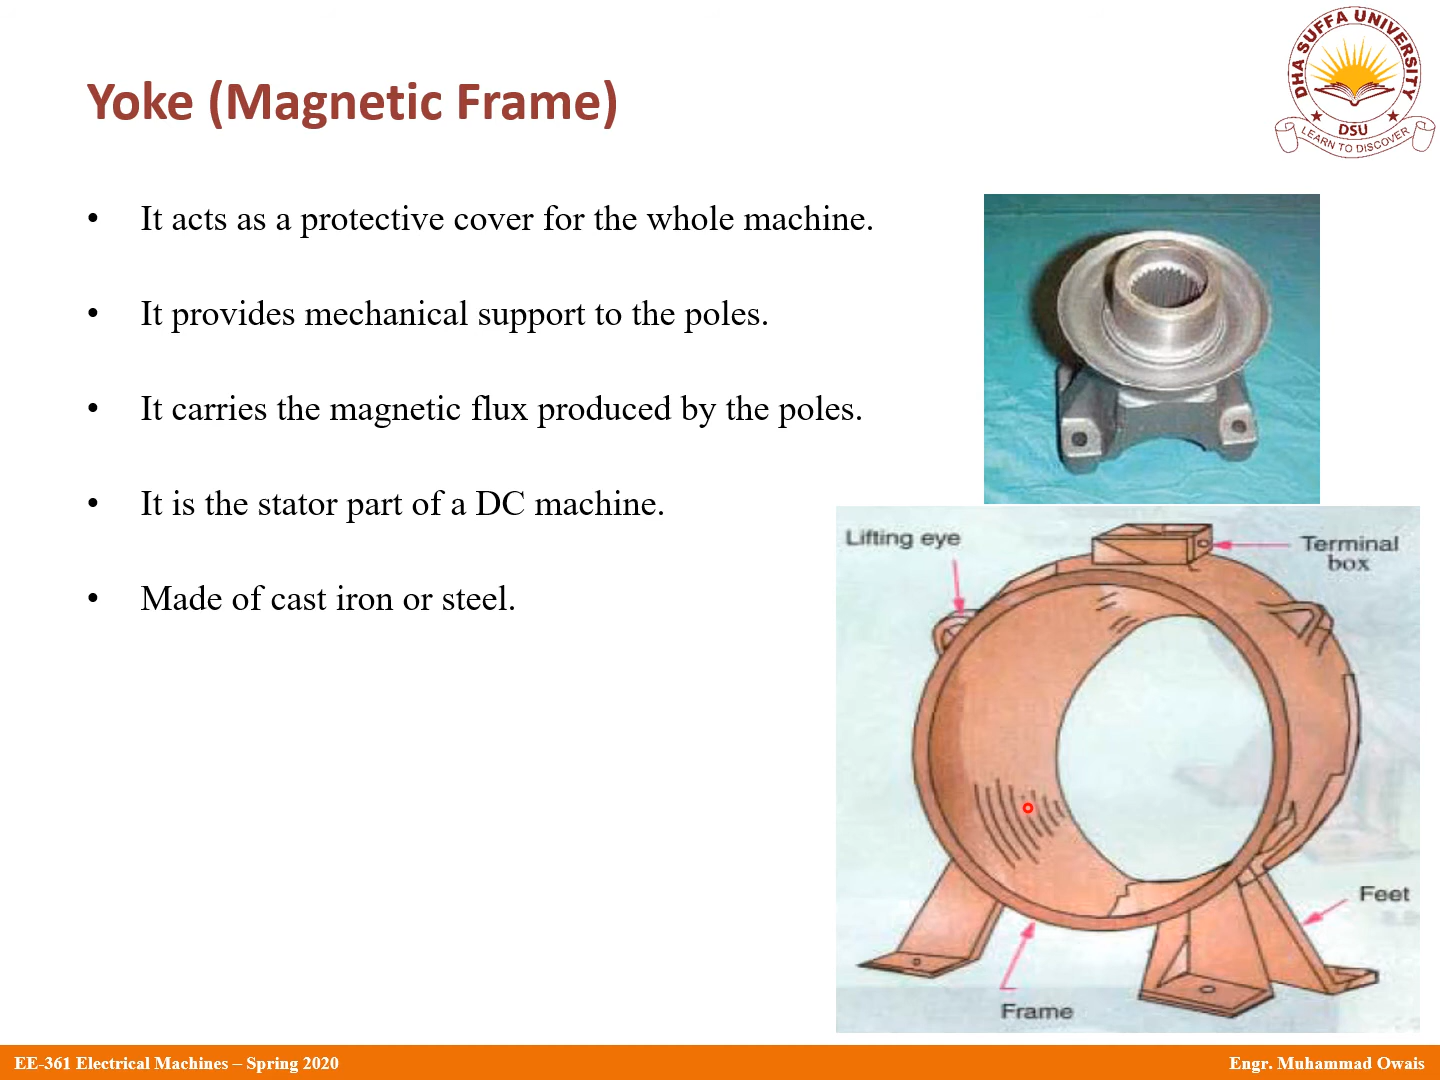 DHA SUFFA UNIVERSITY
DSU
LEARN TO DISCOVER
Yoke (Magnetic Frame)
• It acts as a protective cover for the whole machine.
• It provides mechanical support to the poles.
• It carries the magnetic flux produced by the poles.
• It is the stator part of a DC machine.
• Made of cast iron or steel.
Lifting eye
Terminal
box
Feet
Frame
EE-361 Electrical Machines – Spring 2020
Engr. Muhammad Owais